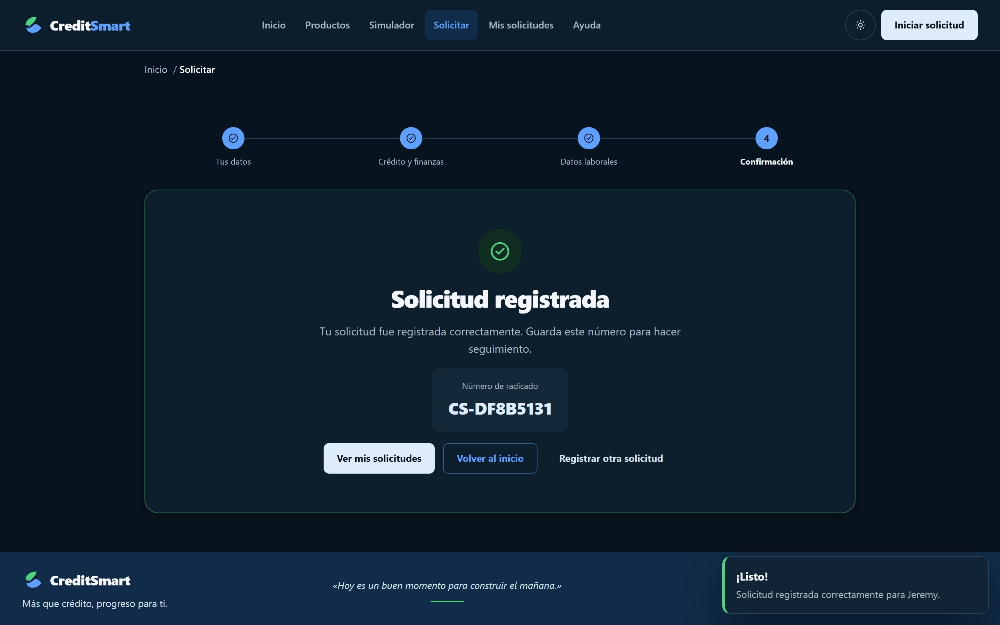 CreditSmart
Inicio
Productos
Simulador
Solicitar
Mis solicitudes
Ayuda
Iniciar solicitud
Inicio / Solicitar
4
Tus datos
Crédito y finanzas
Datos laborales
Confirmación
Solicitud registrada
Tu solicitud fue registrada correctamente. Guarda este número para hacer
seguimiento.
Número de radicado
CS-DF8B5131
Ver mis solicitudes
Volver al inicio
Registrar otra solicitud
CreditSmart
Más que crédito, progreso para ti.
«Hoy es un buen momento para construir el mañana.»
¡Listo!
Solicitud registrada correctamente para Jeremy.